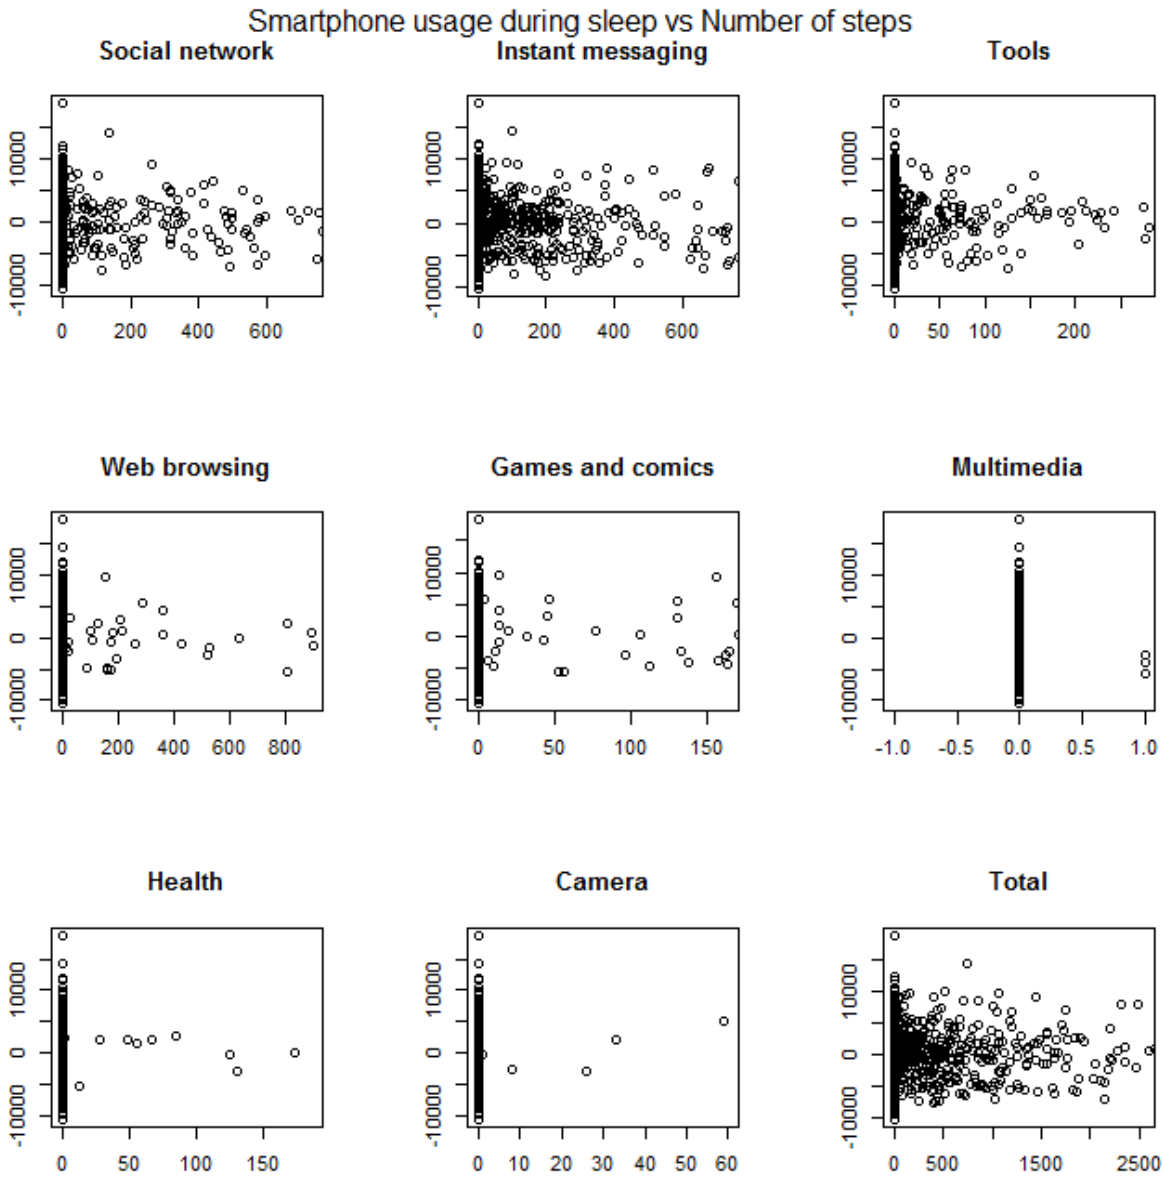 Smartphone usage during sleep vs Number of steps
Social network Instant messaging Tools
10000 10000 10000
0 0 0
-10000 -10000 -10000
0 200 400 600 0 200 400 600 0 50 100 200
Web browsing Games and comics Multimedia
10000 10000 10000
0 0 0
-10000 -10000 -10000
0 200 400 600 800 0 50 100 150 -1.0 -0.5 0.0 0.5 1.0
Health Camera Total
10000 10000 10000
0 0 0
-10000 -10000 -10000
0 50 100 150 0 10 20 30 40 50 60 0 500 1500 2500